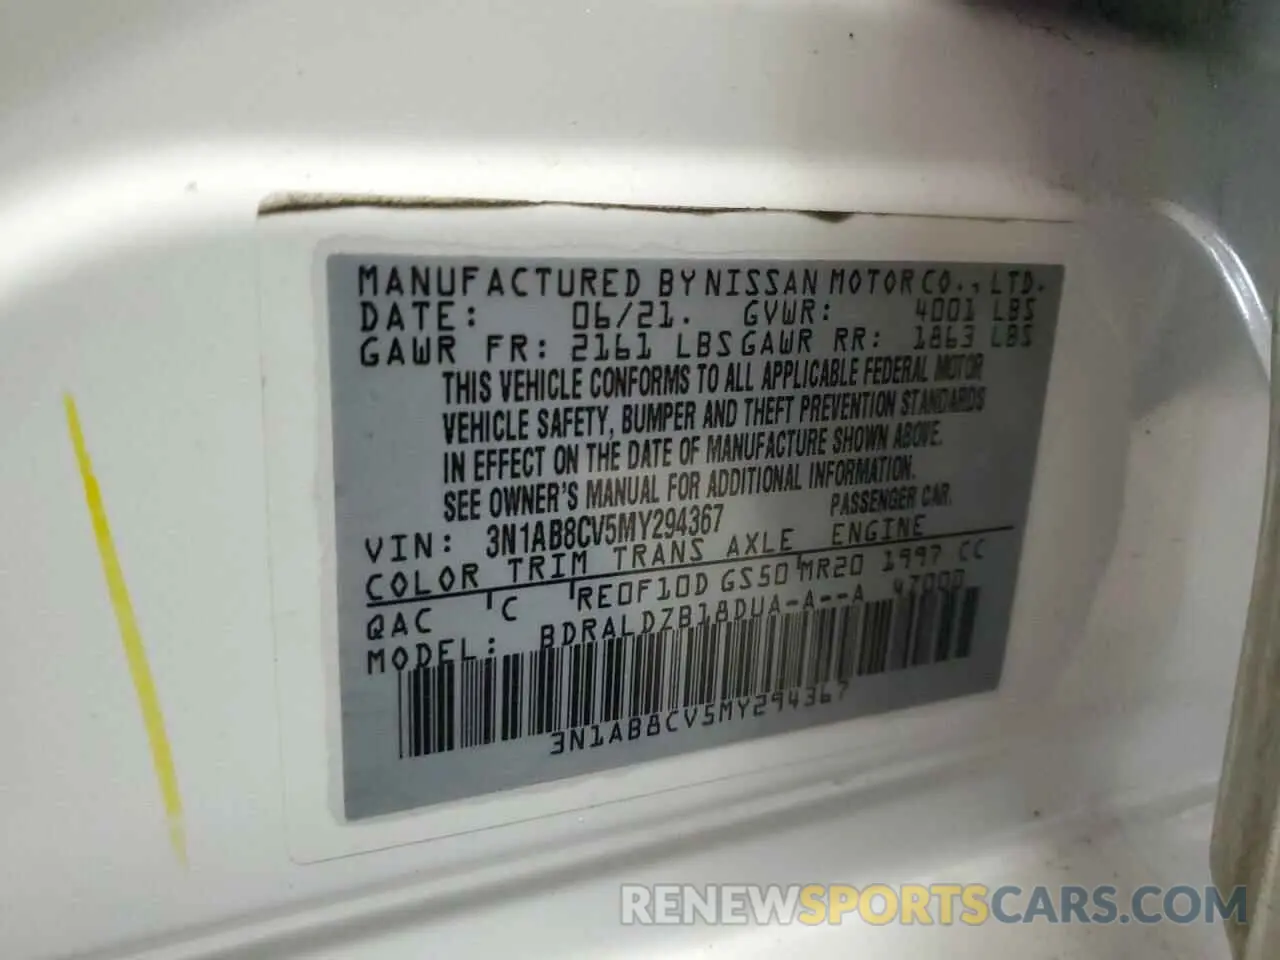 MANUFACTURED BY NISSAN MOTOR CO., LTD.
DATE: 06/21. GVWR: 4001 LBS
GAWR FR: 2161 LBS GAWR RR: 1863 LBS
THIS VEHICLE CONFORMS TO ALL APPLICABLE FEDERAL MOTOR
VEHICLE SAFETY, BUMPER AND THEFT PREVENTION STANDARDS
IN EFFECT ON THE DATE OF MANUFACTURE SHOWN ABOVE.
SEE OWNER'S MANUAL FOR ADDITIONAL INFORMATION.
VIN: 3N1AB8CV5MY294367 PASSENGER CAR.
COLOR TRIM TRANS AXLE ENGINE
QAC C RE0F10D GS50 MR20 1997 CC
MODEL: BDRALDZB18DUA-A--A 47000
3N1AB8CV5MY294367
RENEWSPORTSCARS.COM